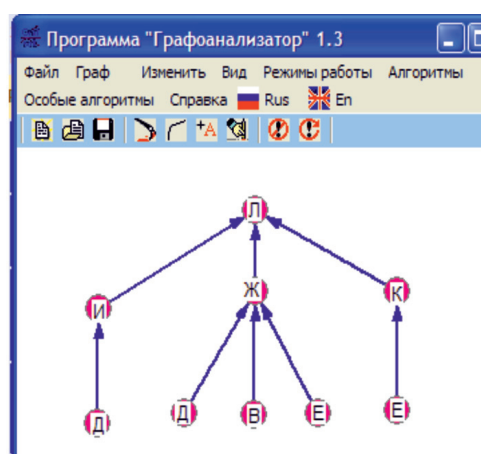 Программа "Графоанализатор" 1.3
Файл Граф Изменить Вид Режимы работы Алгоритмы
Особые алгоритмы Справка Rus En
+A
Л
И Ж К
Д Д В Е Е